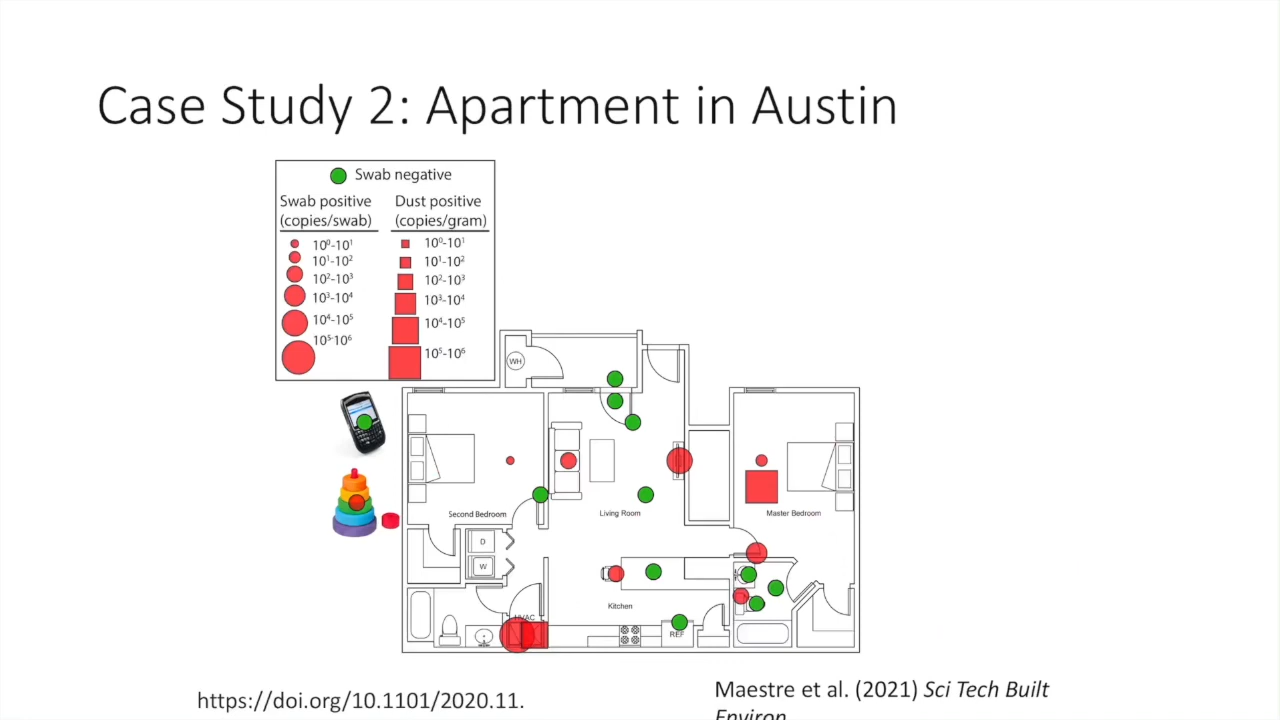 Case Study 2: Apartment in Austin
Swab negative
Swab positive
(copies/swab)
Dust positive
(copies/gram)
10⁰-10¹
10¹-10²
10²-10³
10³-10⁴
10⁴-10⁵
10⁵-10⁶
10⁰-10¹
10¹-10²
10²-10³
10³-10⁴
10⁴-10⁵
10⁵-10⁶
WH
Second Bedroom
Living Room
Master Bedroom
D
W
Kitchen
HVAC
REF
https://doi.org/10.1101/2020.11.
Maestre et al. (2021) Sci Tech Built
Environ